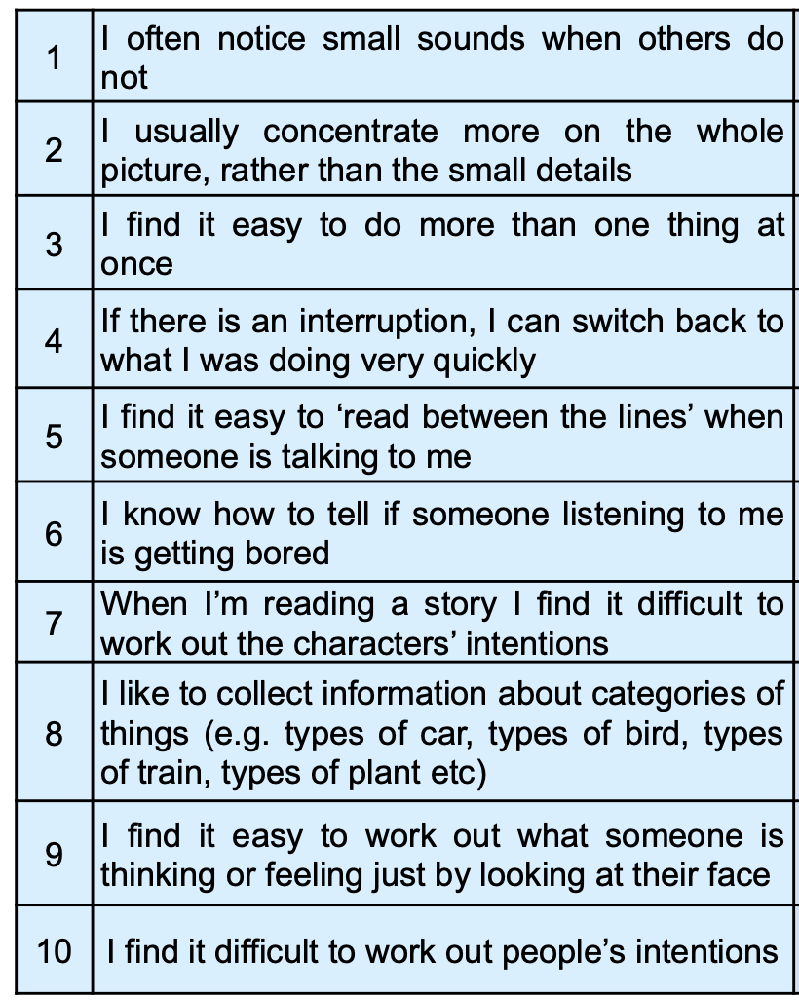 1 I often notice small sounds when others do
not
2 I usually concentrate more on the whole
picture, rather than the small details
3 I find it easy to do more than one thing at
once
4 If there is an interruption, I can switch back to
what I was doing very quickly
5 I find it easy to ‘read between the lines’ when
someone is talking to me
6 I know how to tell if someone listening to me
is getting bored
7 When I’m reading a story I find it difficult to
work out the characters’ intentions
8 I like to collect information about categories of
things (e.g. types of car, types of bird, types
of train, types of plant etc)
9 I find it easy to work out what someone is
thinking or feeling just by looking at their face
10 I find it difficult to work out people’s intentions